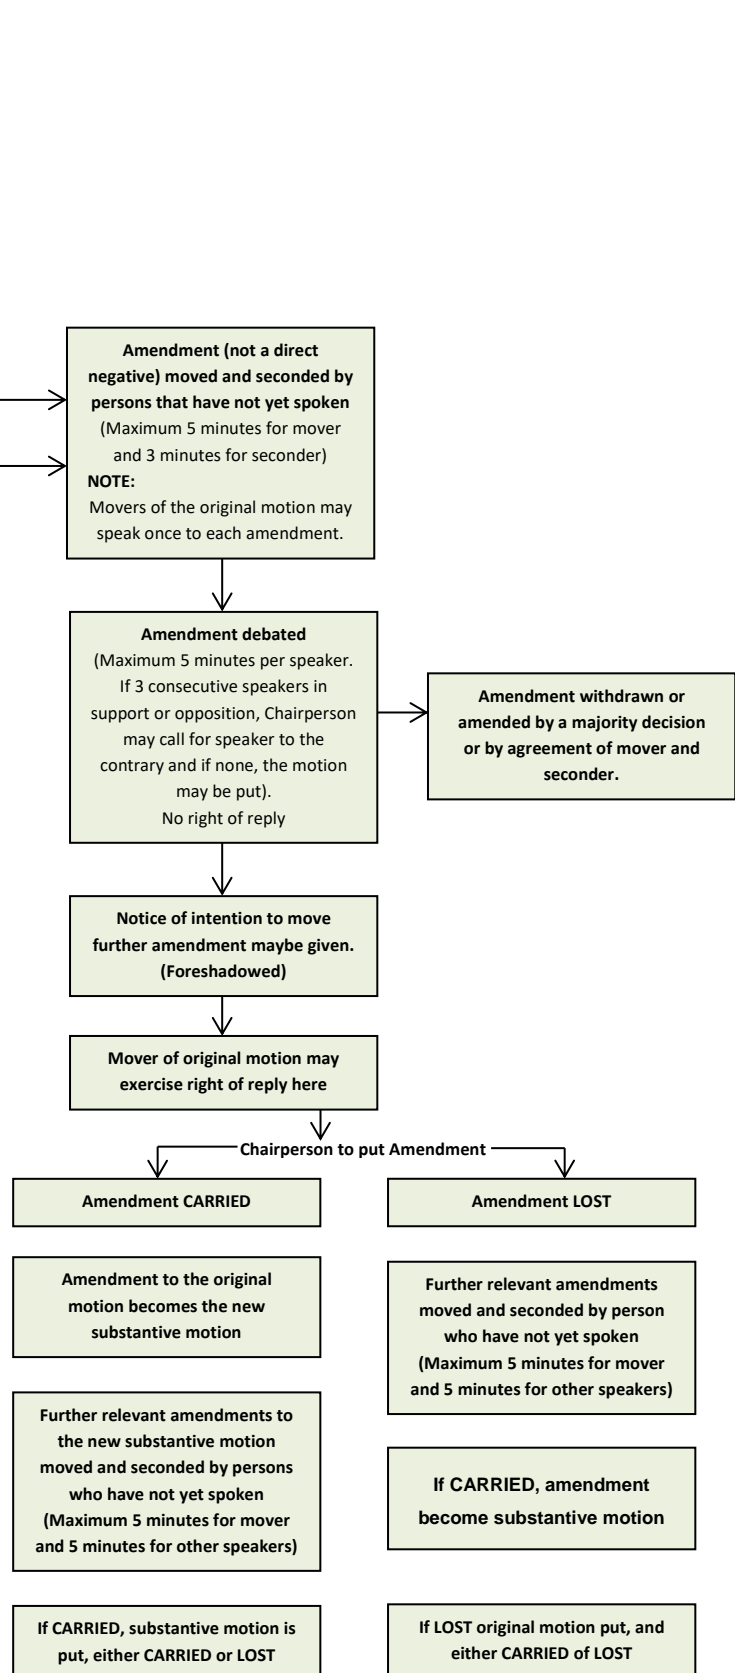 Amendment (not a direct
negative) moved and seconded by
persons that have not yet spoken
(Maximum 5 minutes for mover
and 3 minutes for seconder)
NOTE:
Movers of the original motion may
speak once to each amendment.
Amendment debated
(Maximum 5 minutes per speaker.
If 3 consecutive speakers in
support or opposition, Chairperson
may call for speaker to the
contrary and if none, the motion
may be put).
No right of reply
Amendment withdrawn or
amended by a majority decision
or by agreement of mover and
seconder.
Notice of intention to move
further amendment maybe given.
(Foreshadowed)
Mover of original motion may
exercise right of reply here
Chairperson to put Amendment
Amendment CARRIED
Amendment to the original
motion becomes the new
substantive motion
Further relevant amendments to
the new substantive motion
moved and seconded by persons
who have not yet spoken
(Maximum 5 minutes for mover
and 5 minutes for other speakers)
If CARRIED, substantive motion is
put, either CARRIED or LOST
Amendment LOST
Further relevant amendments
moved and seconded by person
who have not yet spoken
(Maximum 5 minutes for mover
and 5 minutes for other speakers)
If CARRIED, amendment
become substantive motion
If LOST original motion put, and
either CARRIED of LOST